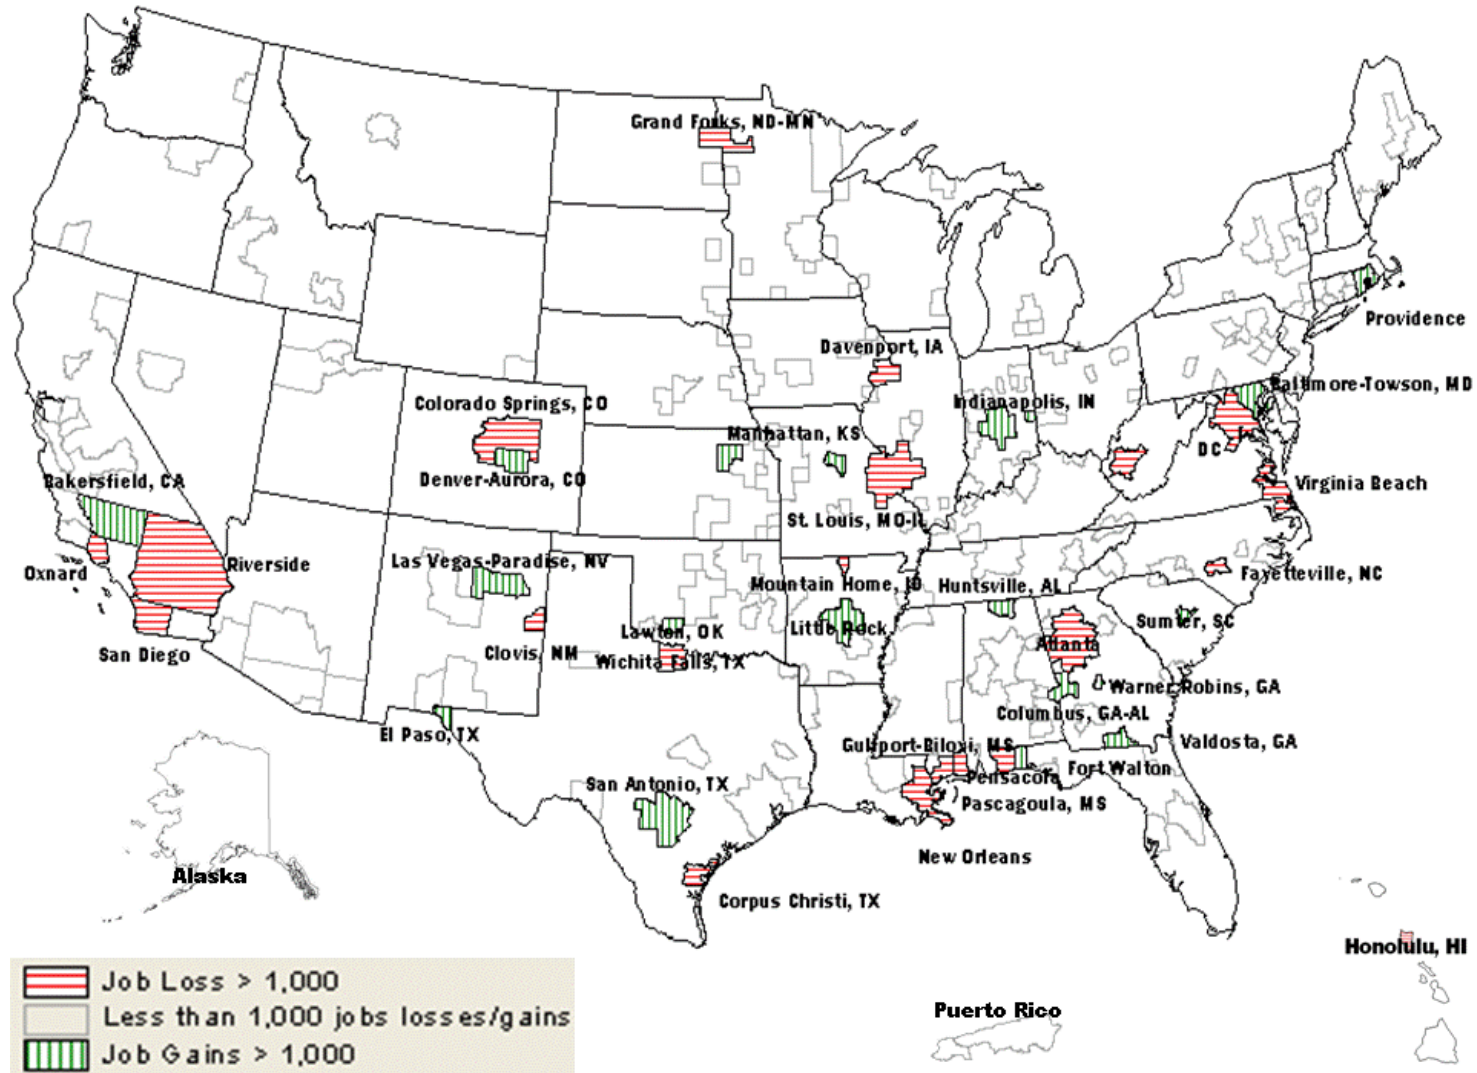 Grand Forks, ND-MN
Providence
Davenport, IA
Baltimore-Towson, MD
Colorado Springs, CO
Indianapolis, IN
Manhattan, KS
DC
Denver-Aurora, CO
Bakersfield, CA
Virginia Beach
St. Louis, MO-IL
Las Vegas-Paradise, NV
Riverside
Oxnard
Mountain Home, ID
Huntsville, AL
Fayetteville, NC
Sumter, SC
Lawton, OK
Little Rock
Atlanta
San Diego
Clovis, NM
Wichita Falls, TX
Warner Robins, GA
Columbus, GA-AL
El Paso, TX
Gulfport-Biloxi, MS
Valdosta, GA
Fort Walton
Pensacola
San Antonio, TX
Pascagoula, MS
New Orleans
Alaska
Corpus Christi, TX
Honolulu, HI
Puerto Rico
Job Loss > 1,000
Less than 1,000 jobs losses/gains
Job Gains > 1,000